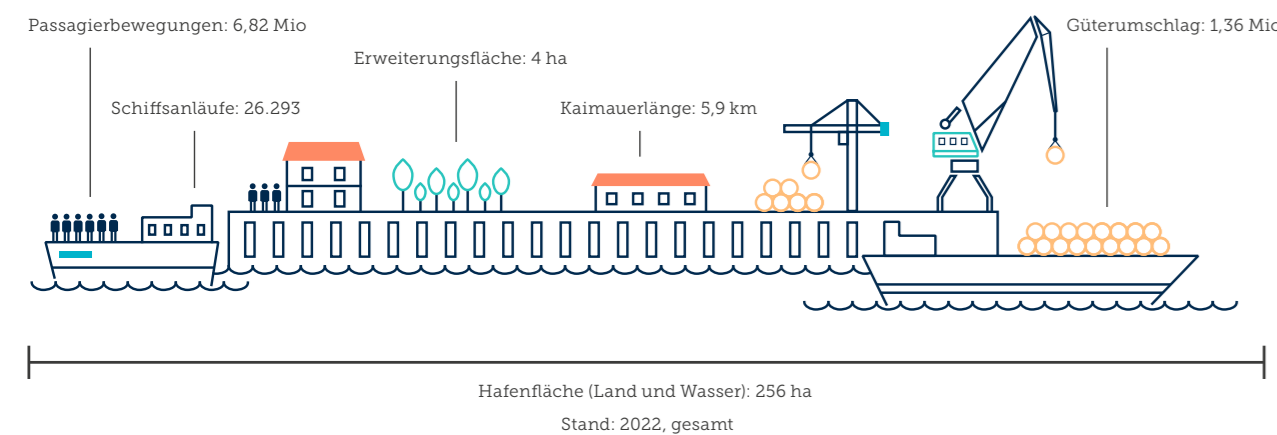 Passagierbewegungen: 6,82 Mio
Güterumschlag: 1,36 Mio
Erweiterungsfläche: 4 ha
Schiffsanläufe: 26.293
Kaimauerlänge: 5,9 km
Hafenfläche (Land und Wasser): 256 ha
Stand: 2022, gesamt